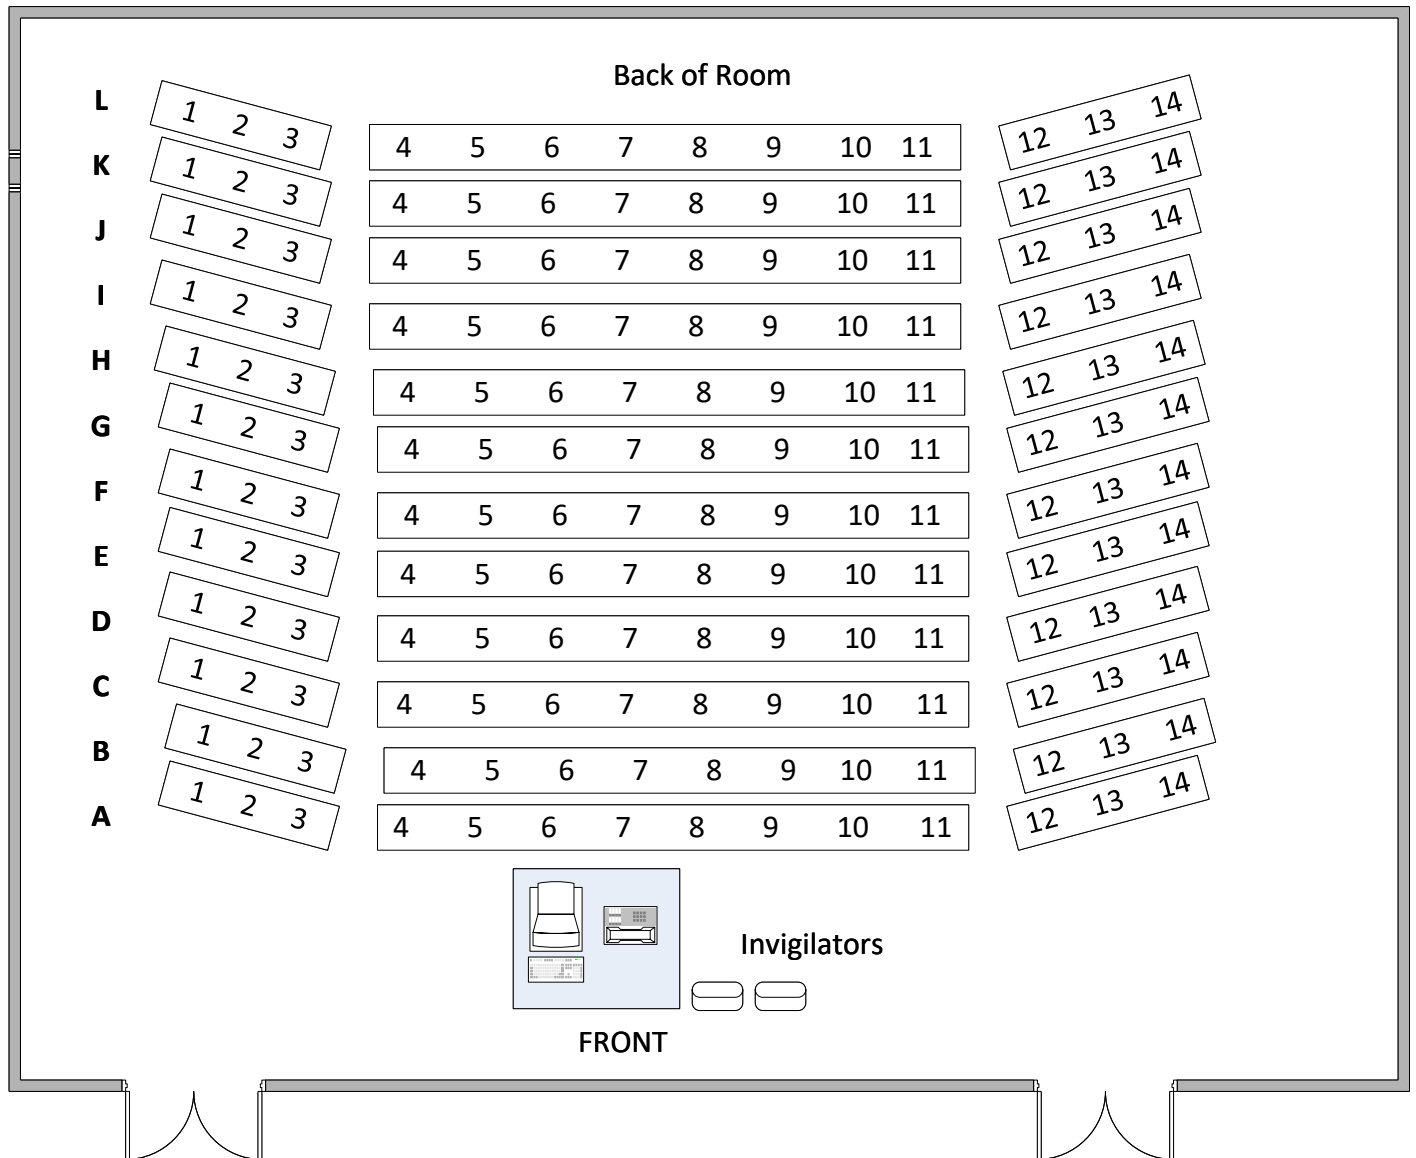 Back of Room
L 1 2 3 4 5 6 7 8 9 10 11 12 13 14
K 1 2 3 4 5 6 7 8 9 10 11 12 13 14
J 1 2 3 4 5 6 7 8 9 10 11 12 13 14
I 1 2 3 4 5 6 7 8 9 10 11 12 13 14
H 1 2 3 4 5 6 7 8 9 10 11 12 13 14
G 1 2 3 4 5 6 7 8 9 10 11 12 13 14
F 1 2 3 4 5 6 7 8 9 10 11 12 13 14
E 1 2 3 4 5 6 7 8 9 10 11 12 13 14
D 1 2 3 4 5 6 7 8 9 10 11 12 13 14
C 1 2 3 4 5 6 7 8 9 10 11 12 13 14
B 1 2 3 4 5 6 7 8 9 10 11 12 13 14
A 1 2 3 4 5 6 7 8 9 10 11 12 13 14
Invigilators
FRONT